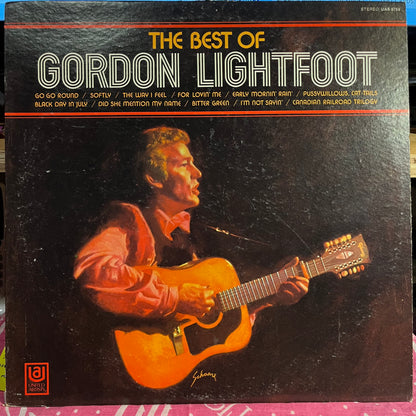 STEREO UAS 6754
THE BEST OF
GORDON LIGHTFOOT
GO GO ROUND / SOFTLY / THE WAY I FEEL / FOR LOVIN' ME / EARLY MORNIN' RAIN / PUSSYWILLOWS, CAT-TAILS
BLACK DAY IN JULY / DID SHE MENTION MY NAME / BITTER GREEN / I'M NOT SAYIN' / CANADIAN RAILROAD TRILOGY
UA
UNITED
ARTISTS